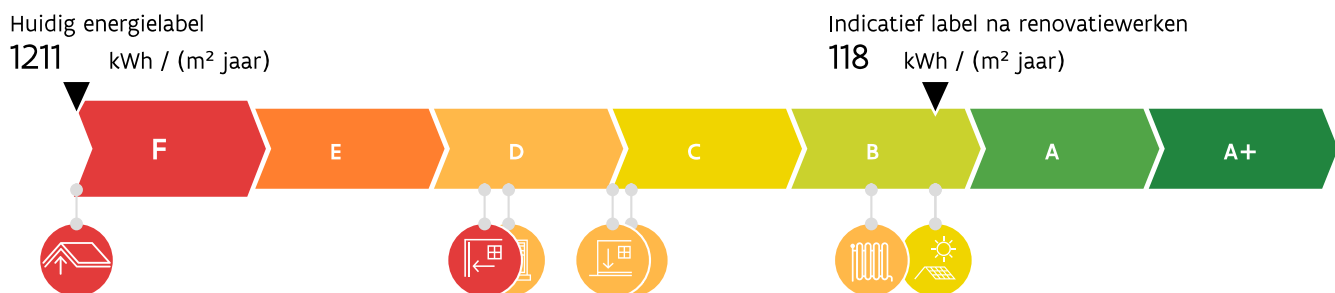 Huidig energielabel
1211 kWh / (m² jaar)
Indicatief label na renovatiewerken
118 kWh / (m² jaar)
F E D C B A A+